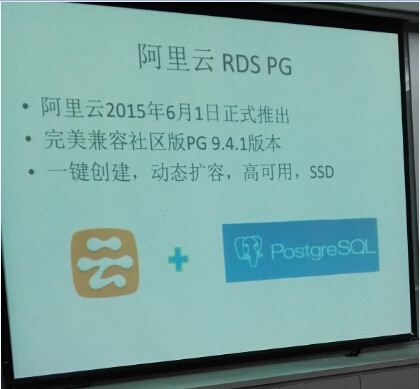 阿里云 RDS PG
• 阿里云2015年6月1日正式推出
• 完美兼容社区版PG 9.4.1版本
• 一键创建，动态扩容，高可用，SSD
云 + PostgreSQL